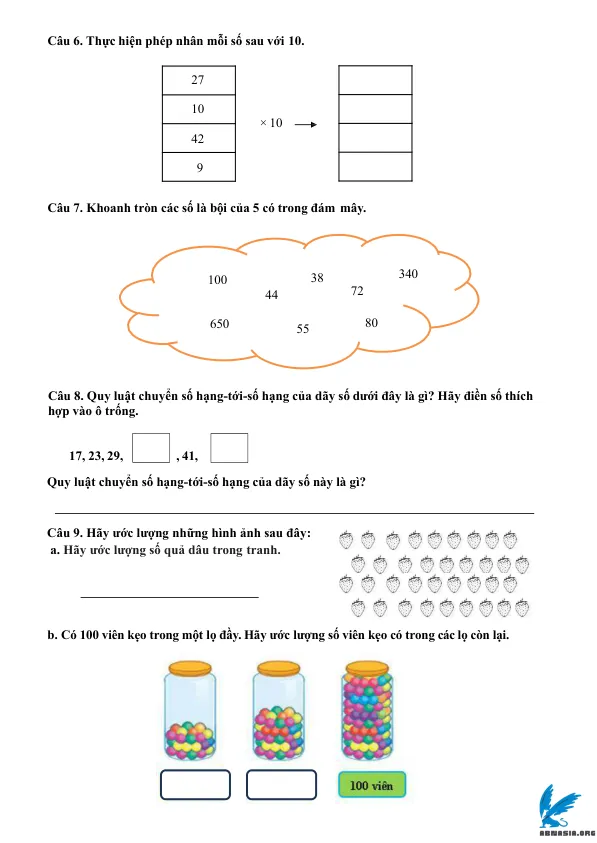 Câu 6. Thực hiện phép nhân mỗi số sau với 10.
27
10
42
9
× 10
Câu 7. Khoanh tròn các số là bội của 5 có trong đám mây.
100
44
38
72
340
650
55
80
Câu 8. Quy luật chuyển số hạng-tới-số hạng của dãy số dưới đây là gì? Hãy điền số thích
hợp vào ô trống.
17, 23, 29, , 41,
Quy luật chuyển số hạng-tới-số hạng của dãy số này là gì?
Câu 9. Hãy ước lượng những hình ảnh sau đây:
a. Hãy ước lượng số quả dâu trong tranh.
b. Có 100 viên kẹo trong một lọ đầy. Hãy ước lượng số viên kẹo có trong các lọ còn lại.
100 viên
ABNASIA.ORG